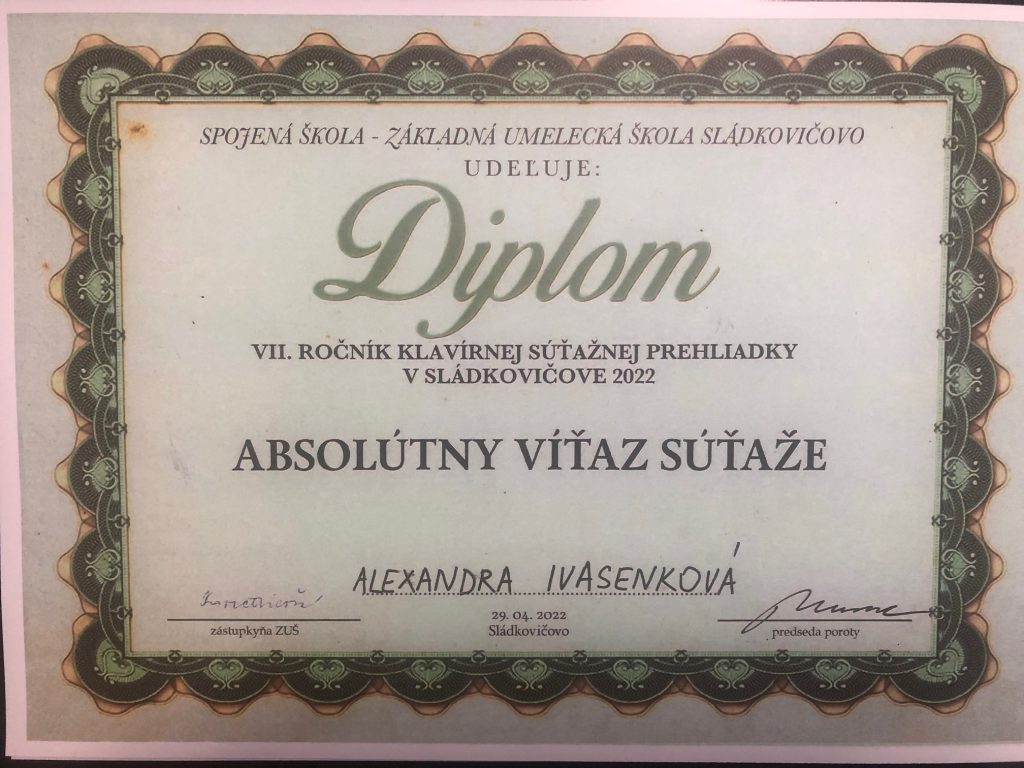 SPOJENÁ ŠKOLA - ZÁKLADNÁ UMELECKÁ ŠKOLA SLÁDKOVIČOVO
UDEĽUJE:
Diplom
VII. ROČNÍK KLAVÍRNEJ SÚŤAŽNEJ PREHLIADKY
V SLÁDKOVIČOVE 2022
ABSOLÚTNY VÍŤAZ SÚŤAŽE
ALEXANDRA IVASENKOVÁ
29. 04. 2022
Sládkovičovo
zástupkyňa ZUŠ
predseda poroty